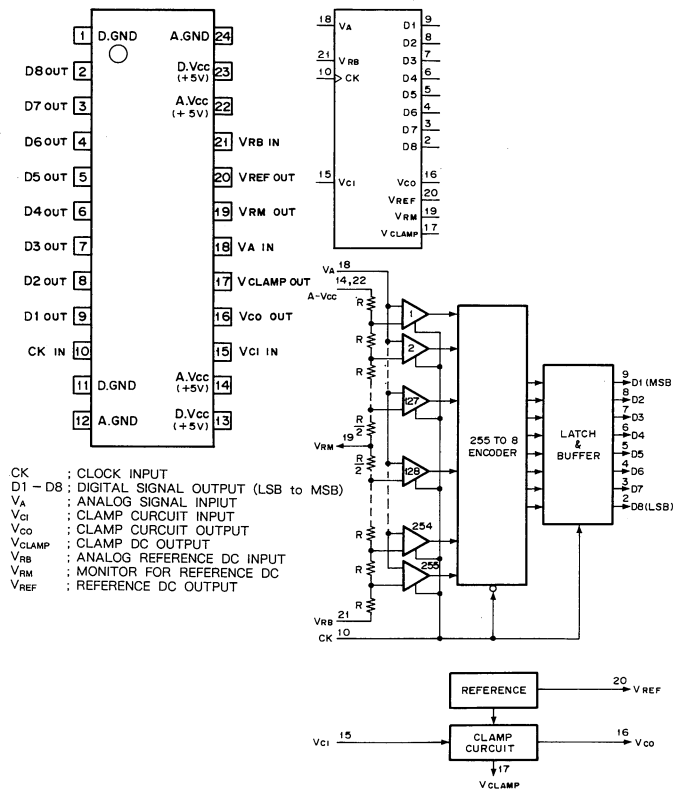 1 D.GND A.GND 24
D8 OUT 2 D.Vcc (+5V) 23
D7 OUT 3 A.Vcc (+5V) 22
D6 OUT 4 21 VRB IN
D5 OUT 5 20 VREF OUT
D4 OUT 6 19 VRM OUT
D3 OUT 7 18 VA IN
D2 OUT 8 17 VCLAMP OUT
D1 OUT 9 16 VCO OUT
CK IN 10 15 VCI IN
11 D.GND A.Vcc (+5V) 14
12 A.GND D.Vcc (+5V) 13
18 VA D1 9
D2 8
21 VRB D3 7
10 CK D4 6
D5 5
D6 4
D7 3
D8 2
15 VCI VCO 16
VREF 20
VRM 19
VCLAMP 17
CK ; CLOCK INPUT
D1 – D8 ; DIGITAL SIGNAL OUTPUT (LSB to MSB)
VA ; ANALOG SIGNAL INPIUT
VCI ; CLAMP CURCUIT INPUT
VCO ; CLAMP CURCUIT OUTPUT
VCLAMP ; CLAMP DC OUTPUT
VRB ; ANALOG REFERENCE DC INPUT
VRM ; MONITOR FOR REFERENCE DC
VREF ; REFERENCE DC OUTPUT
VA 18
14,22
A-Vcc
R
1
R
2
R
127
R/2
VRM 19
R/2
128
R
254
R
255
R
VRB 21
CK 10
255 TO 8
ENCODER
LATCH
&
BUFFER
9 D1(MSB
8 D2
7 D3
6 D4
5 D5
4 D6
3 D7
2 D8(LSB)
REFERENCE 20 VREF
VCI 15 CLAMP
CURCUIT 16 VCO
17
VCLAMP